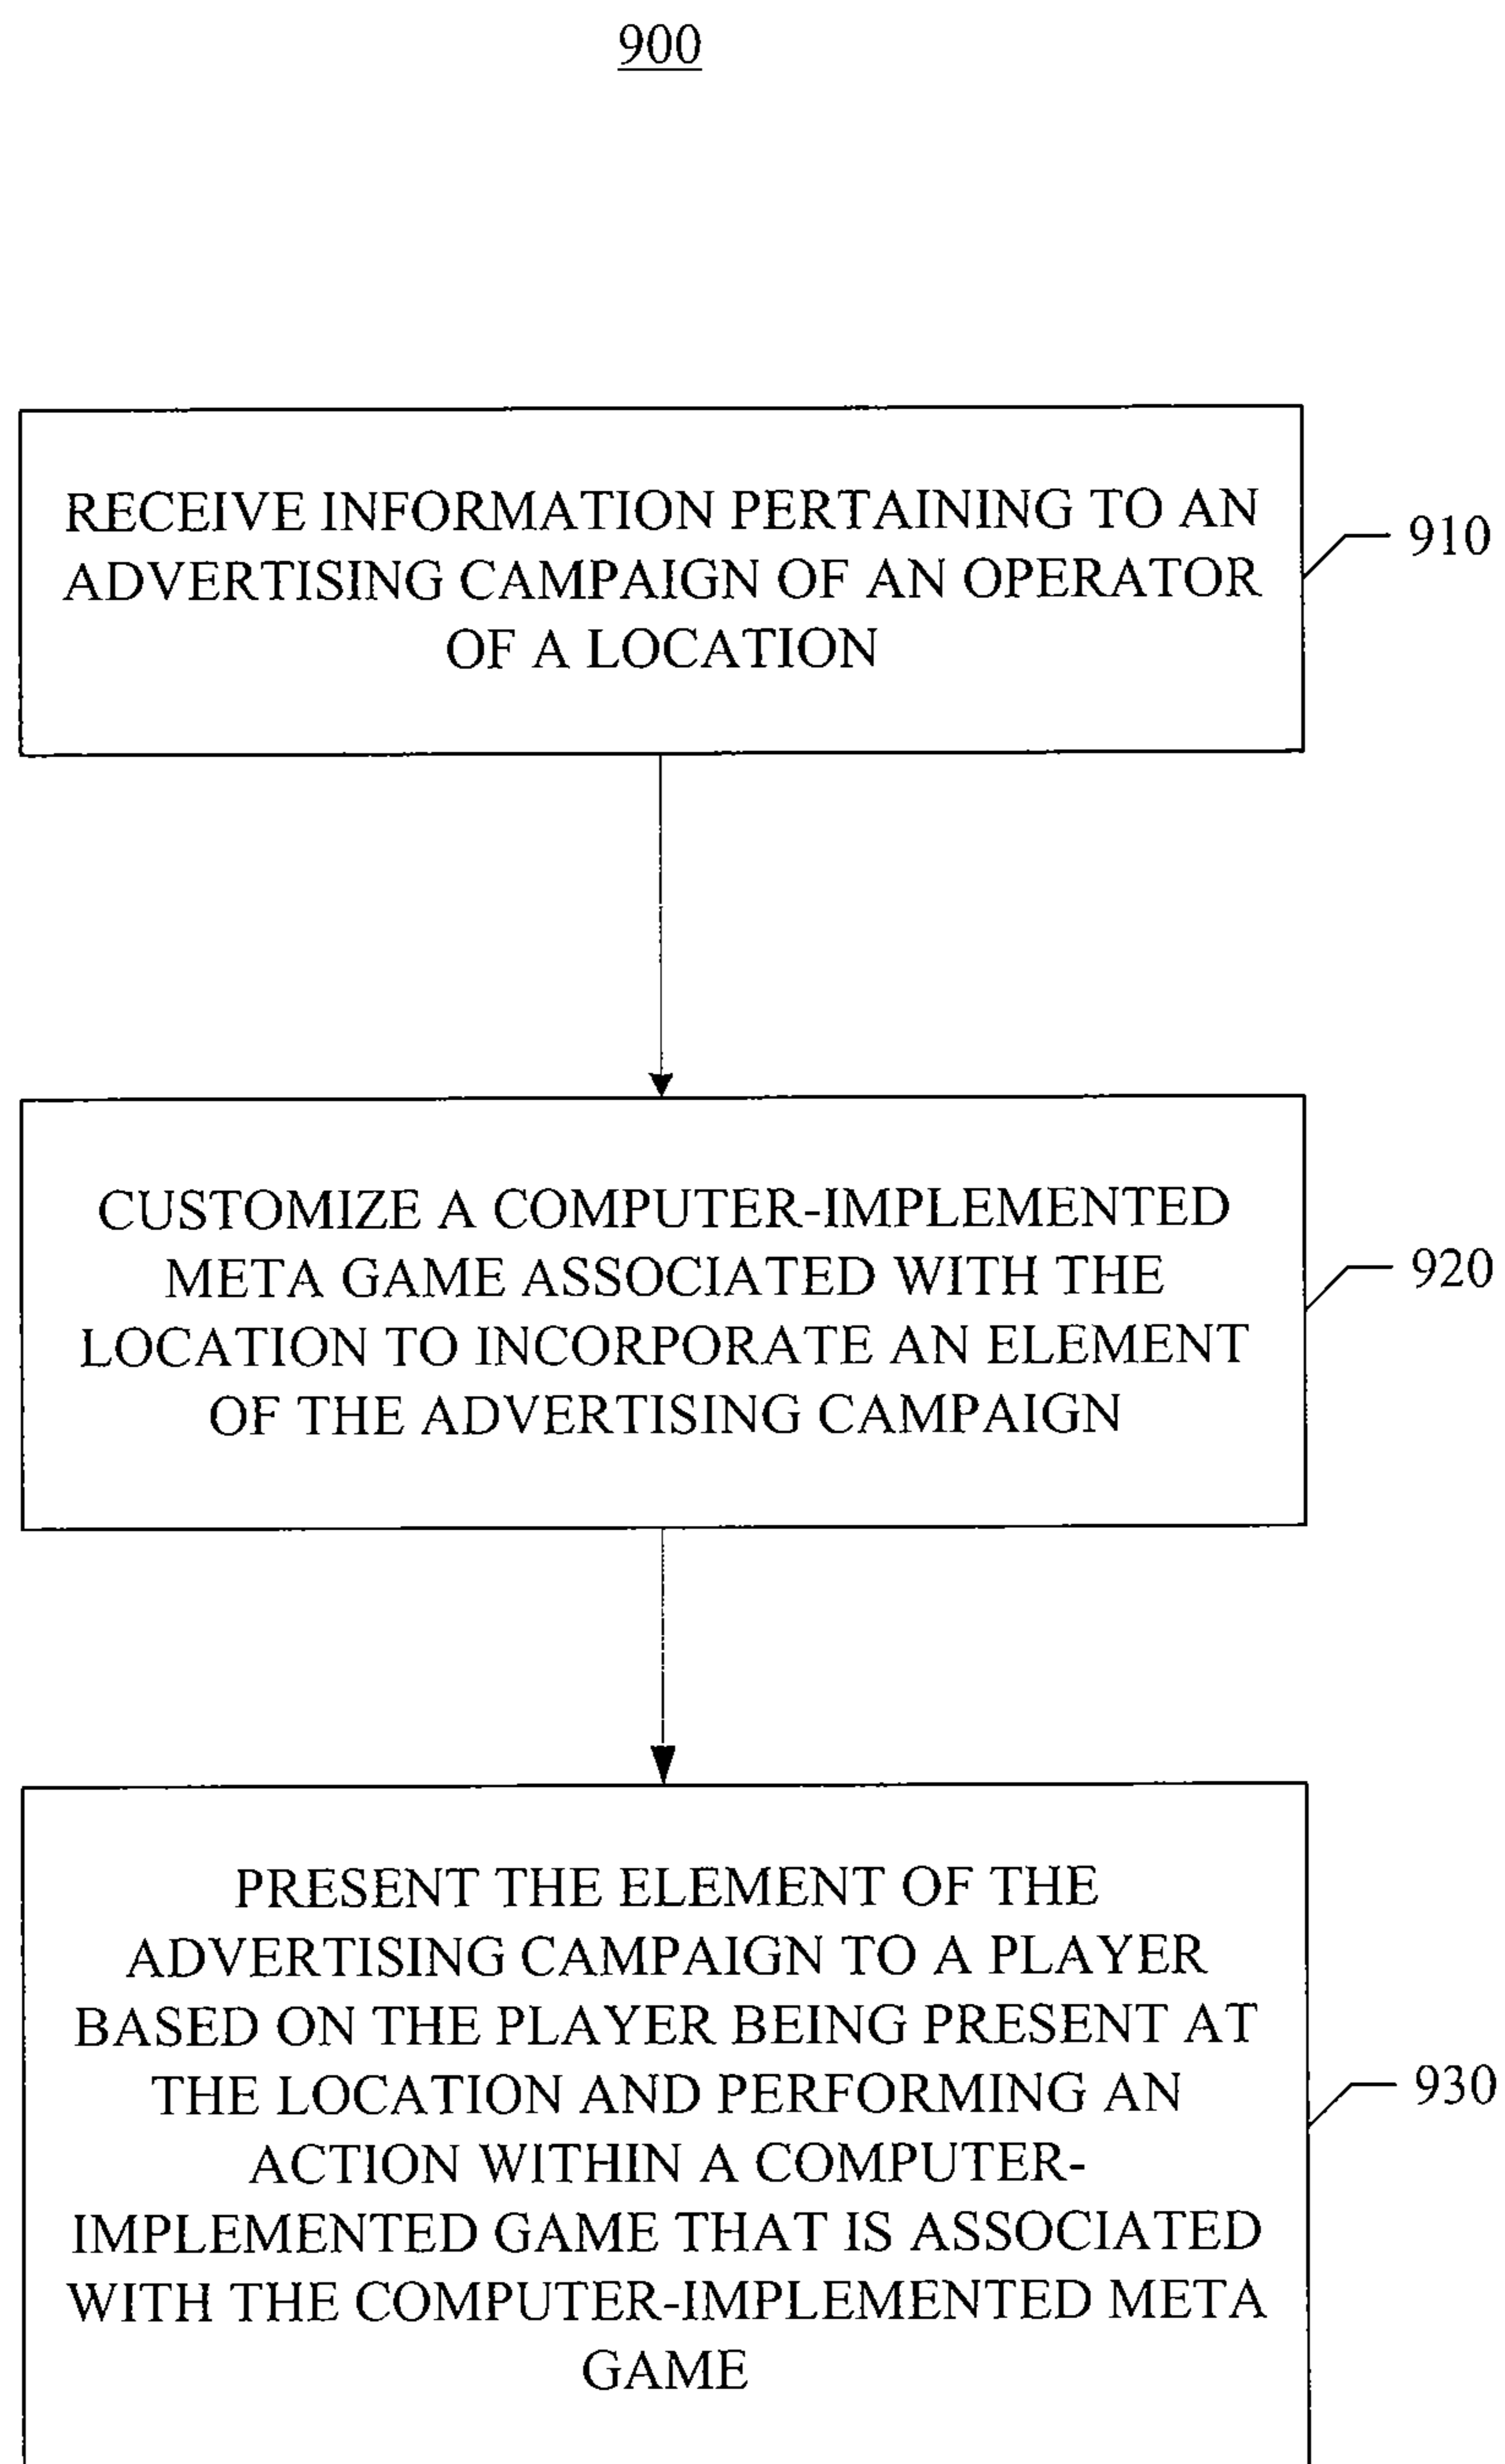 900
RECEIVE INFORMATION PERTAINING TO AN
ADVERTISING CAMPAIGN OF AN OPERATOR
OF A LOCATION
910
CUSTOMIZE A COMPUTER-IMPLEMENTED
META GAME ASSOCIATED WITH THE
LOCATION TO INCORPORATE AN ELEMENT
OF THE ADVERTISING CAMPAIGN
920
PRESENT THE ELEMENT OF THE
ADVERTISING CAMPAIGN TO A PLAYER
BASED ON THE PLAYER BEING PRESENT AT
THE LOCATION AND PERFORMING AN
ACTION WITHIN A COMPUTER-
IMPLEMENTED GAME THAT IS ASSOCIATED
WITH THE COMPUTER-IMPLEMENTED META
GAME
930